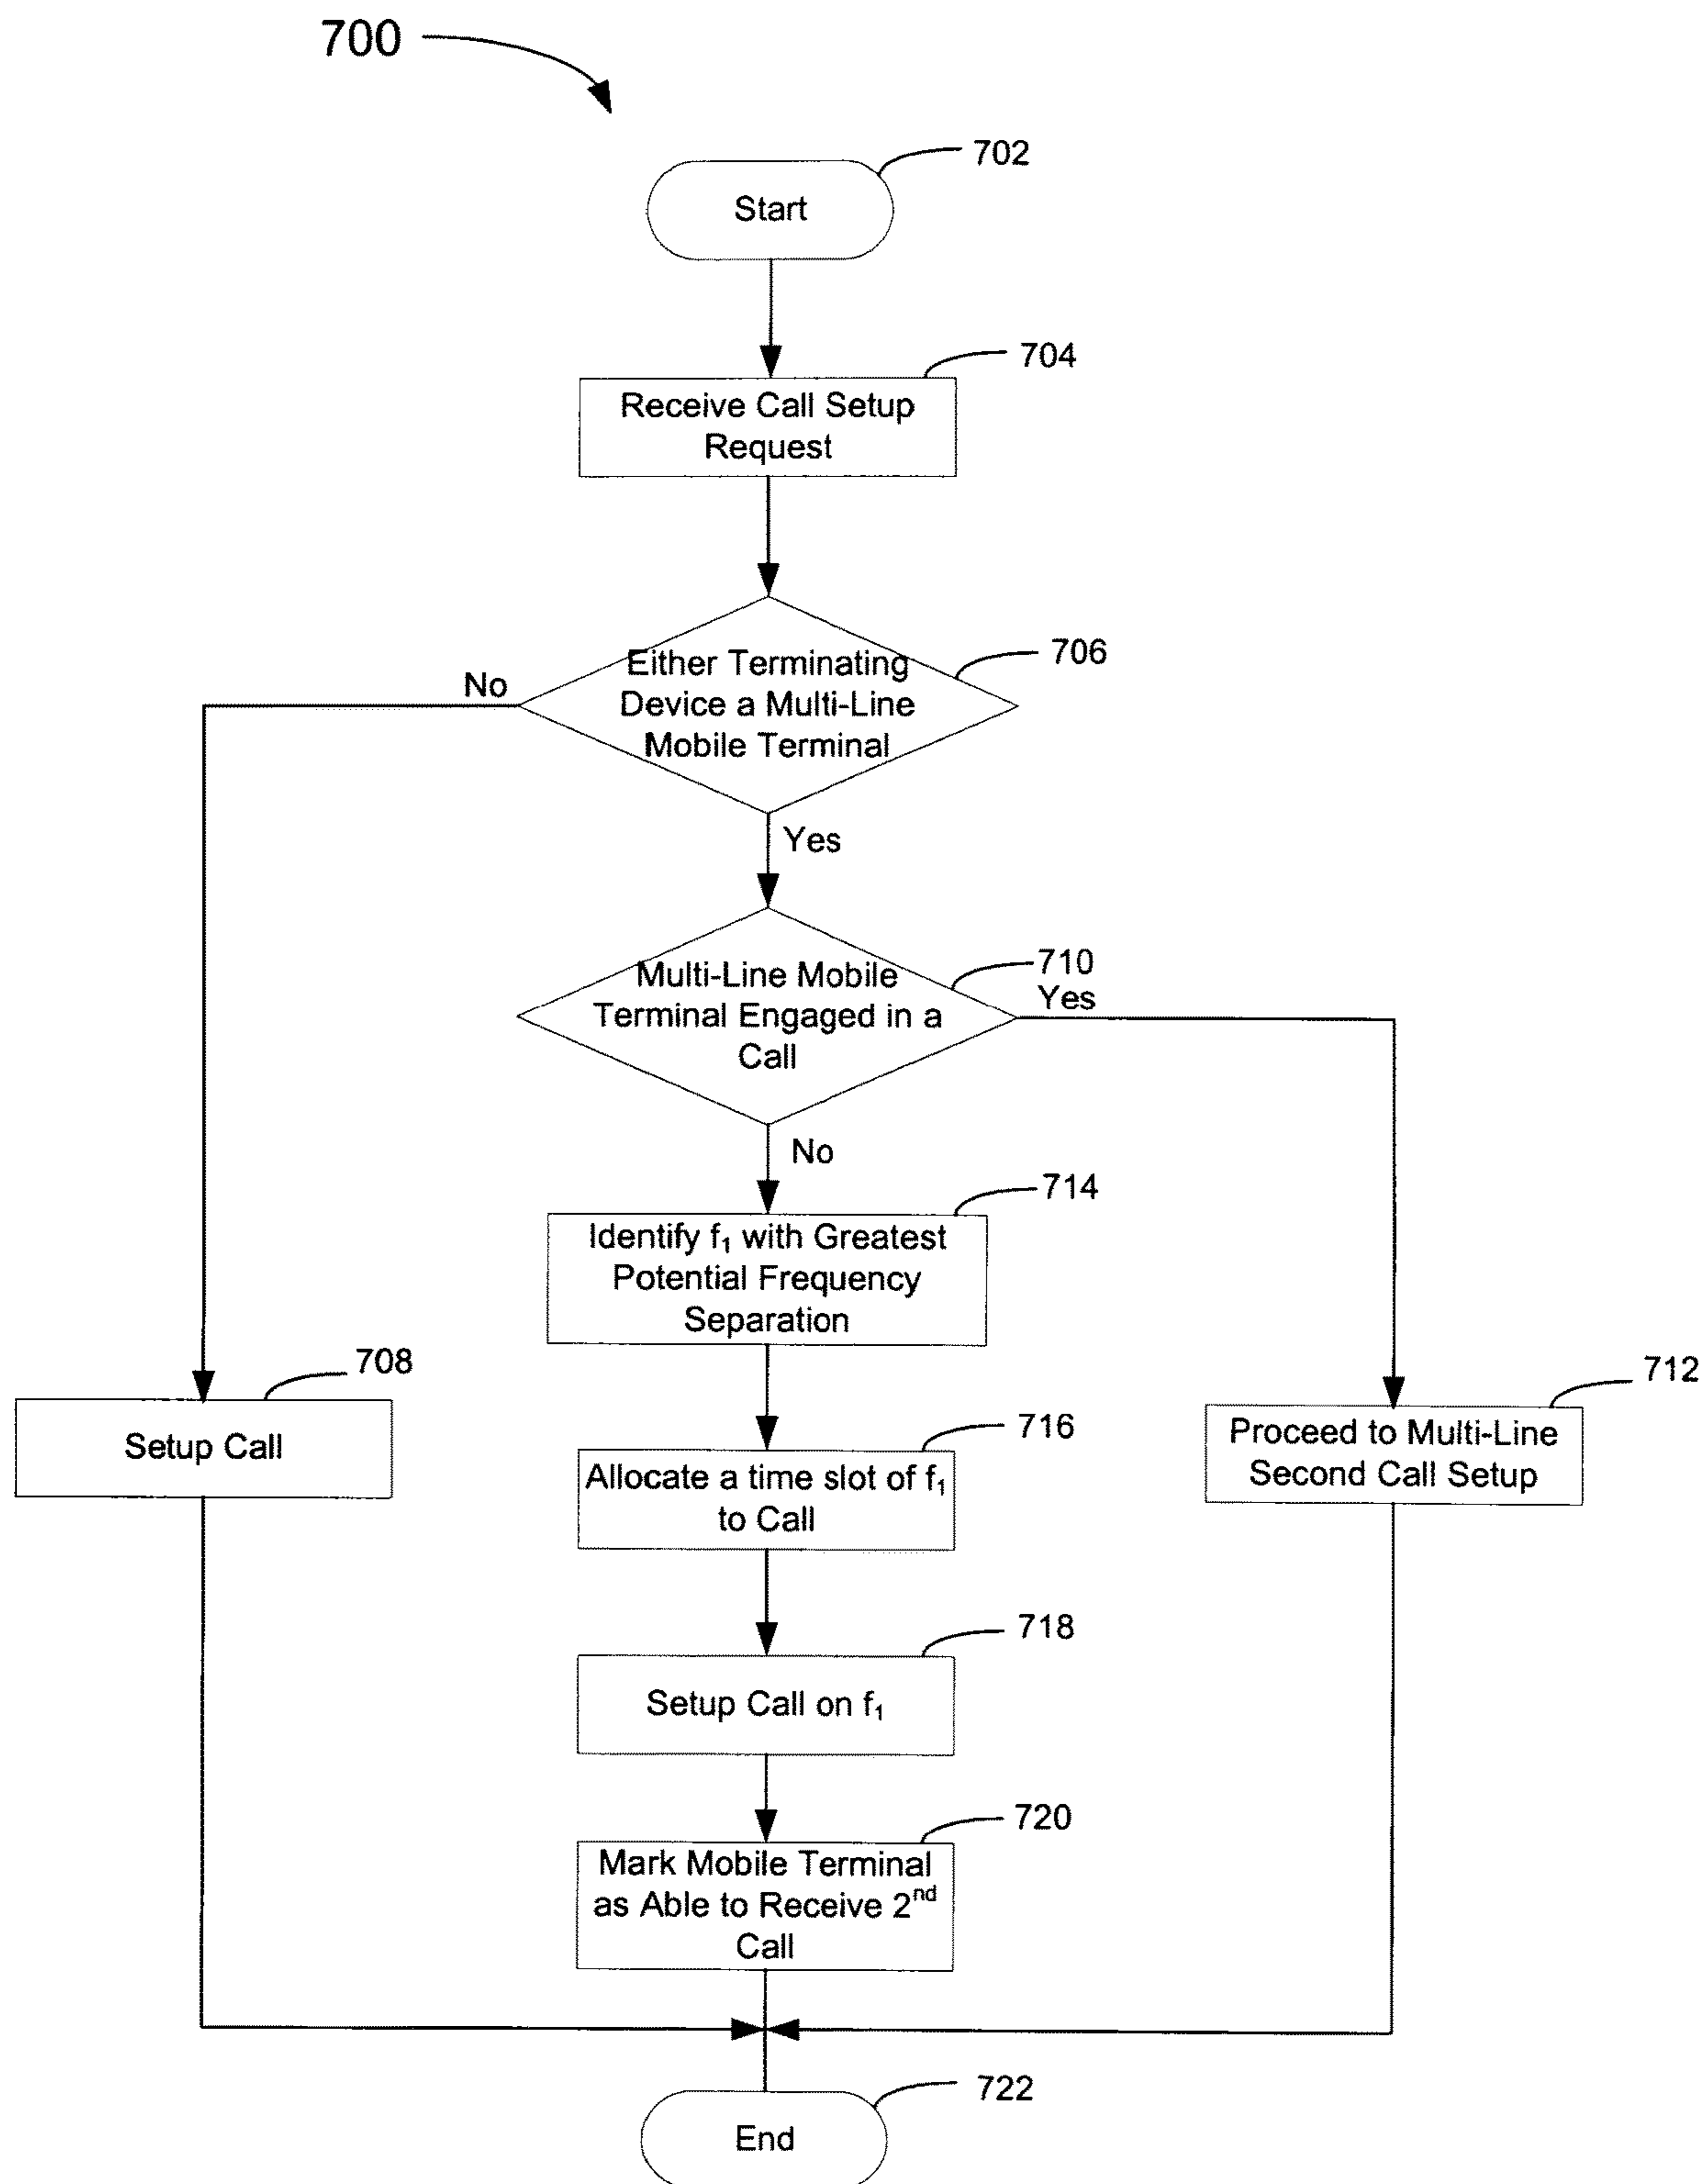 700
702
Start
704
Receive Call Setup
Request
706
Either Terminating
Device a Multi-Line
Mobile Terminal
No
Yes
710
Multi-Line Mobile
Terminal Engaged in a
Call
Yes
No
714
Identify f₁ with Greatest
Potential Frequency
Separation
708
Setup Call
712
Proceed to Multi-Line
Second Call Setup
716
Allocate a time slot of f₁
to Call
718
Setup Call on f₁
720
Mark Mobile Terminal
as Able to Receive 2ⁿᵈ
Call
722
End